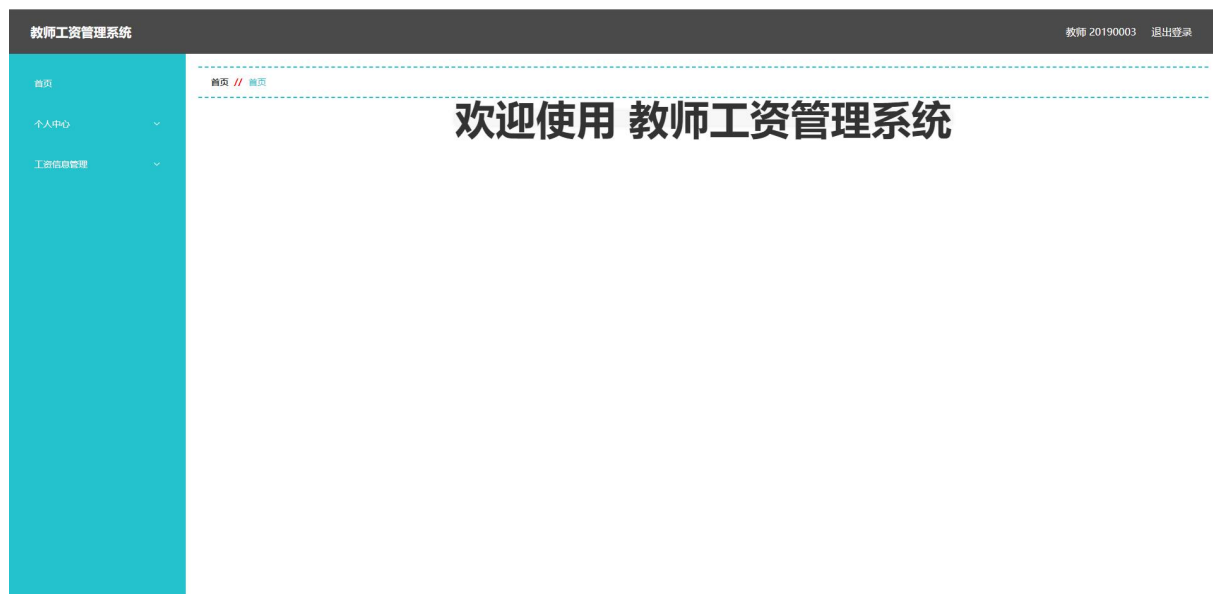 教师工资管理系统
教师 20190003 退出登录
首页
个人中心
工资信息管理
首页 // 首页
欢迎使用 教师工资管理系统